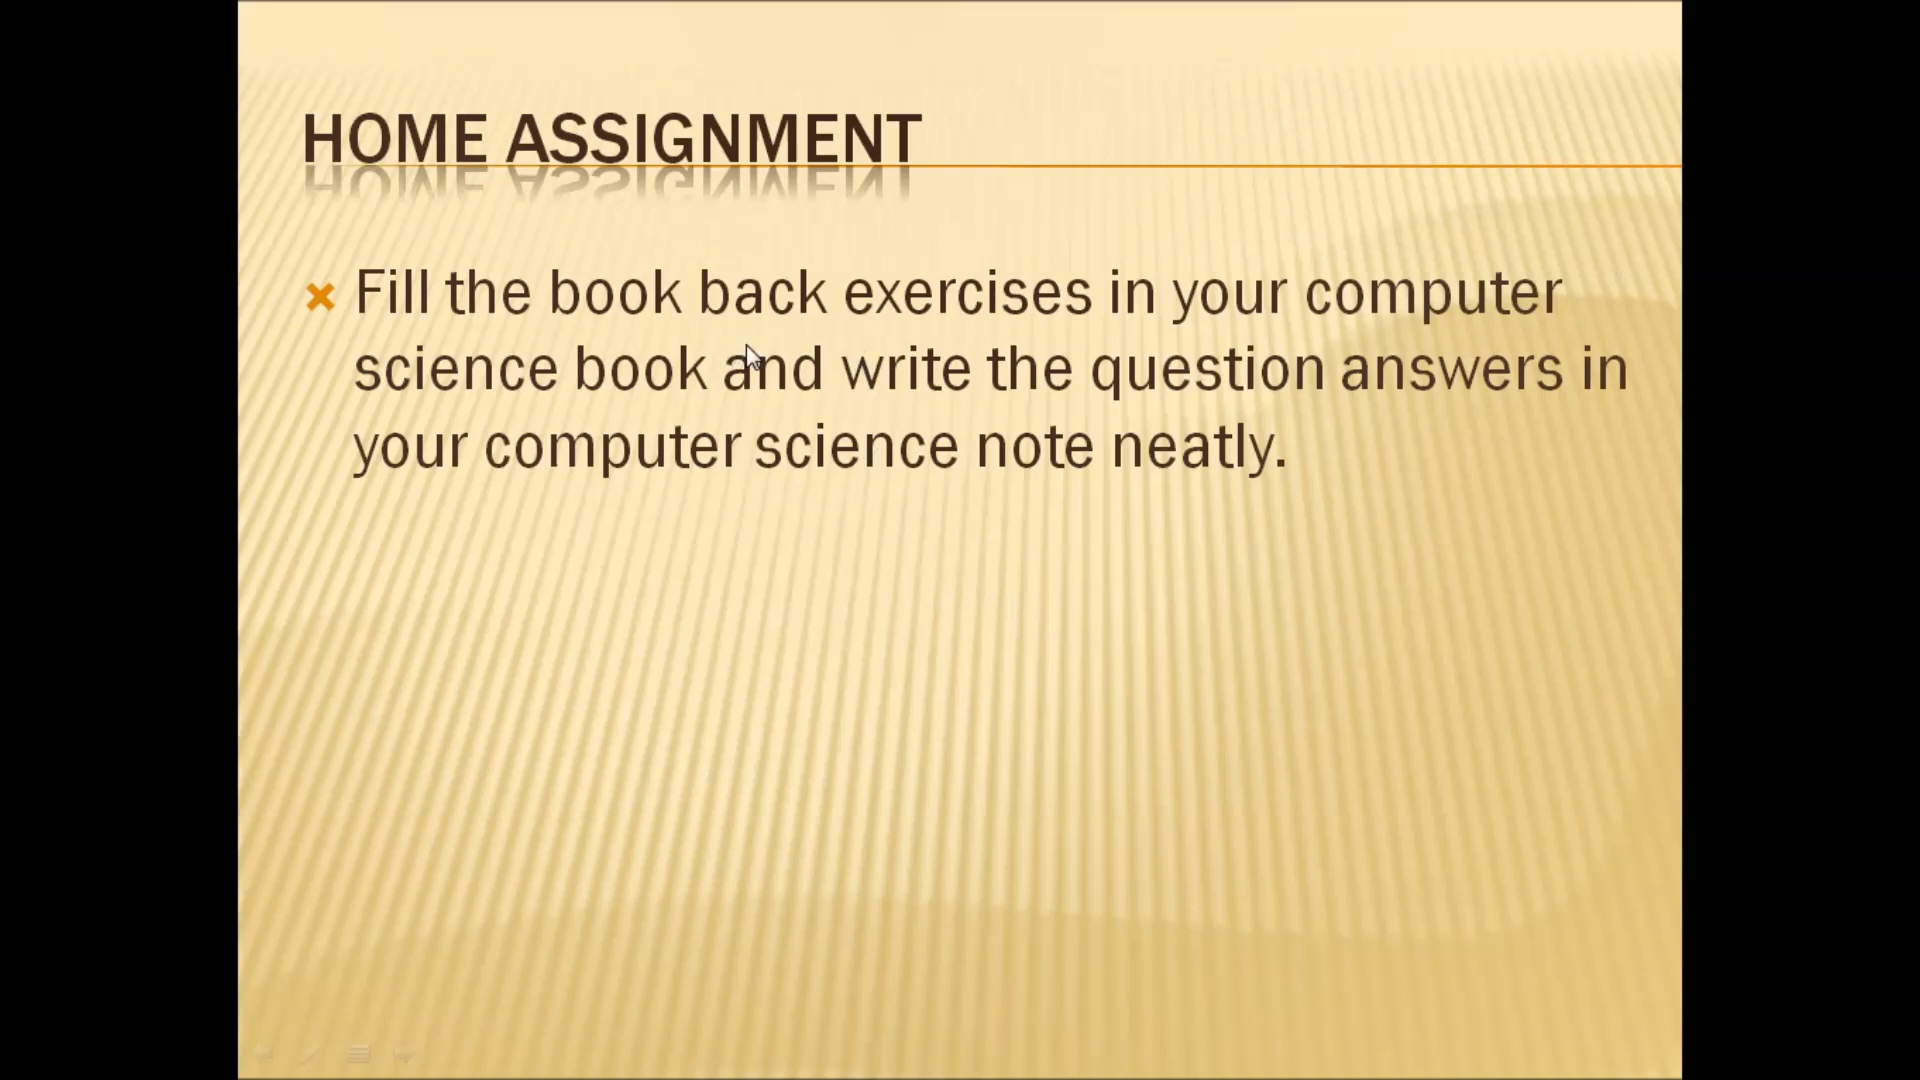 HOME ASSIGNMENT
Fill the book back exercises in your computer
science book and write the question answers in
your computer science note neatly.